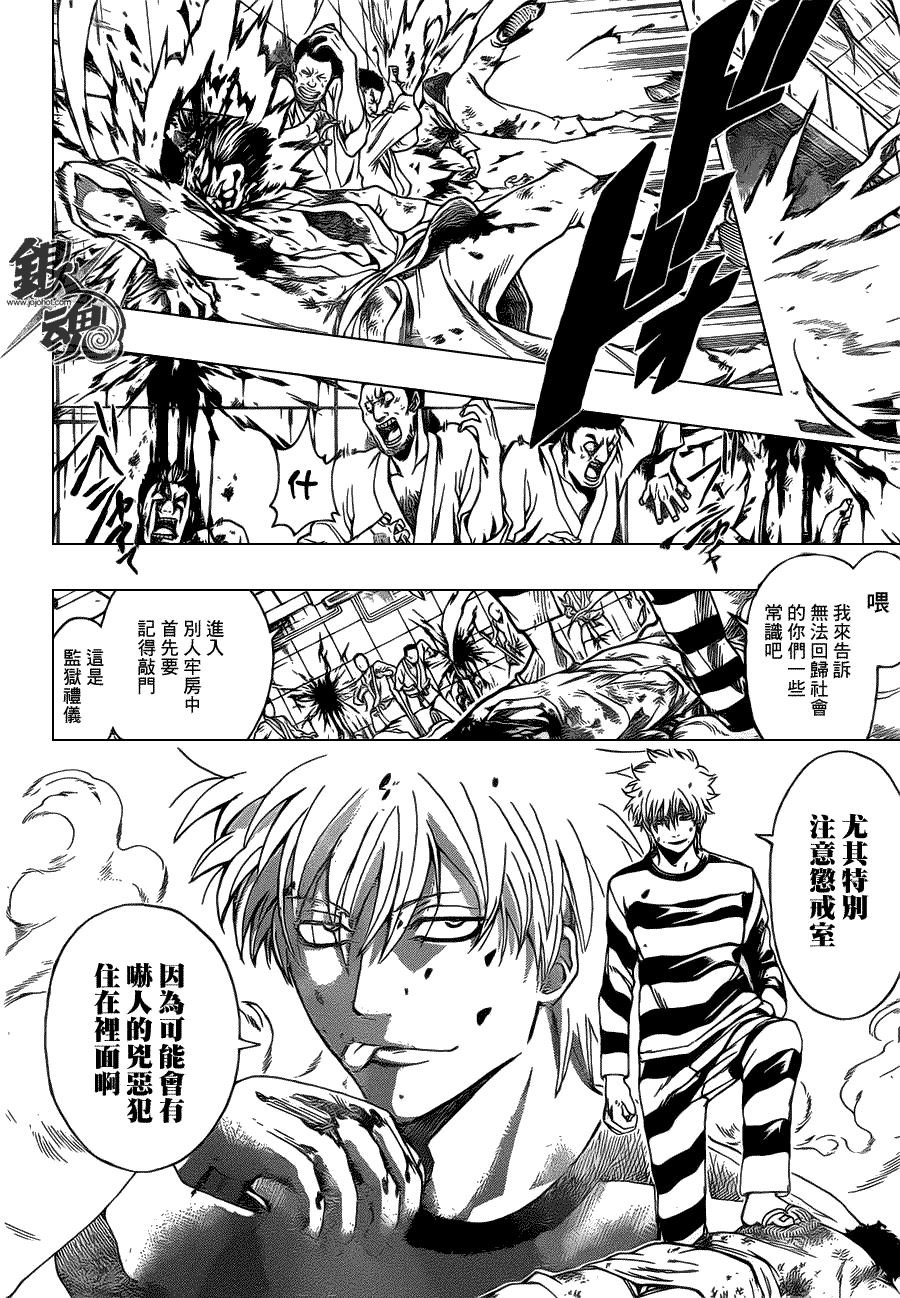 銀魂
www.jojohot.com
ドドド
什
喂
我來告訴
無法回歸社會
的你們一些
常識吧
進入
別人牢房中
首先要
記得敲門
這是
監獄禮儀
尤其特別
注意懲戒室
因為可能會有
嚇人的兇惡犯
住在裡面啊